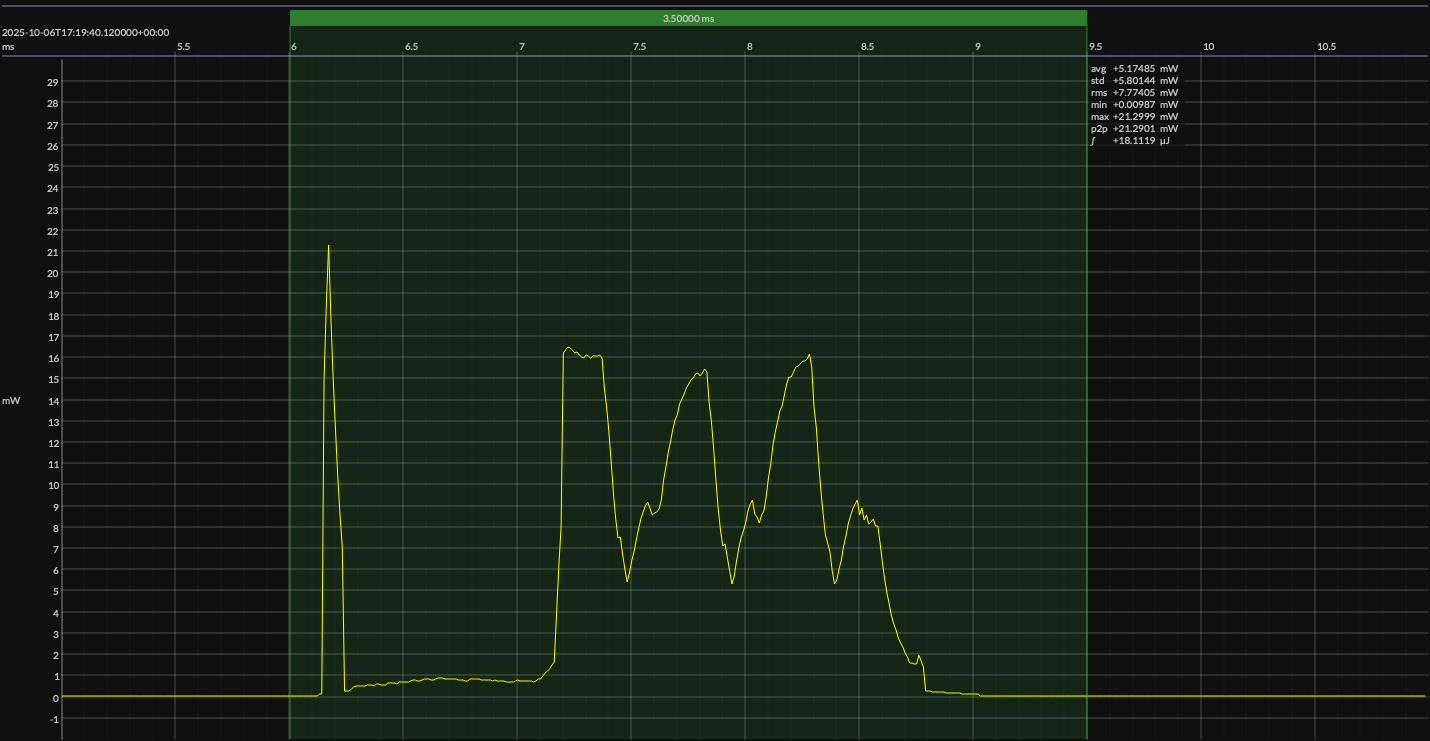 3.50000 ms
2025-10-06T17:19:40.120000+00:00
ms 5.5 6 6.5 7 7.5 8 8.5 9 9.5 10 10.5
avg +5.17485 mW
std +5.80144 mW
rms +7.77405 mW
min +0.00987 mW
max +21.2999 mW
p2p +21.2901 mW
∫ +18.1119 µJ
29
28
27
26
25
24
23
22
21
20
19
18
17
16
15
mW 14
13
12
11
10
9
8
7
6
5
4
3
2
1
0
-1